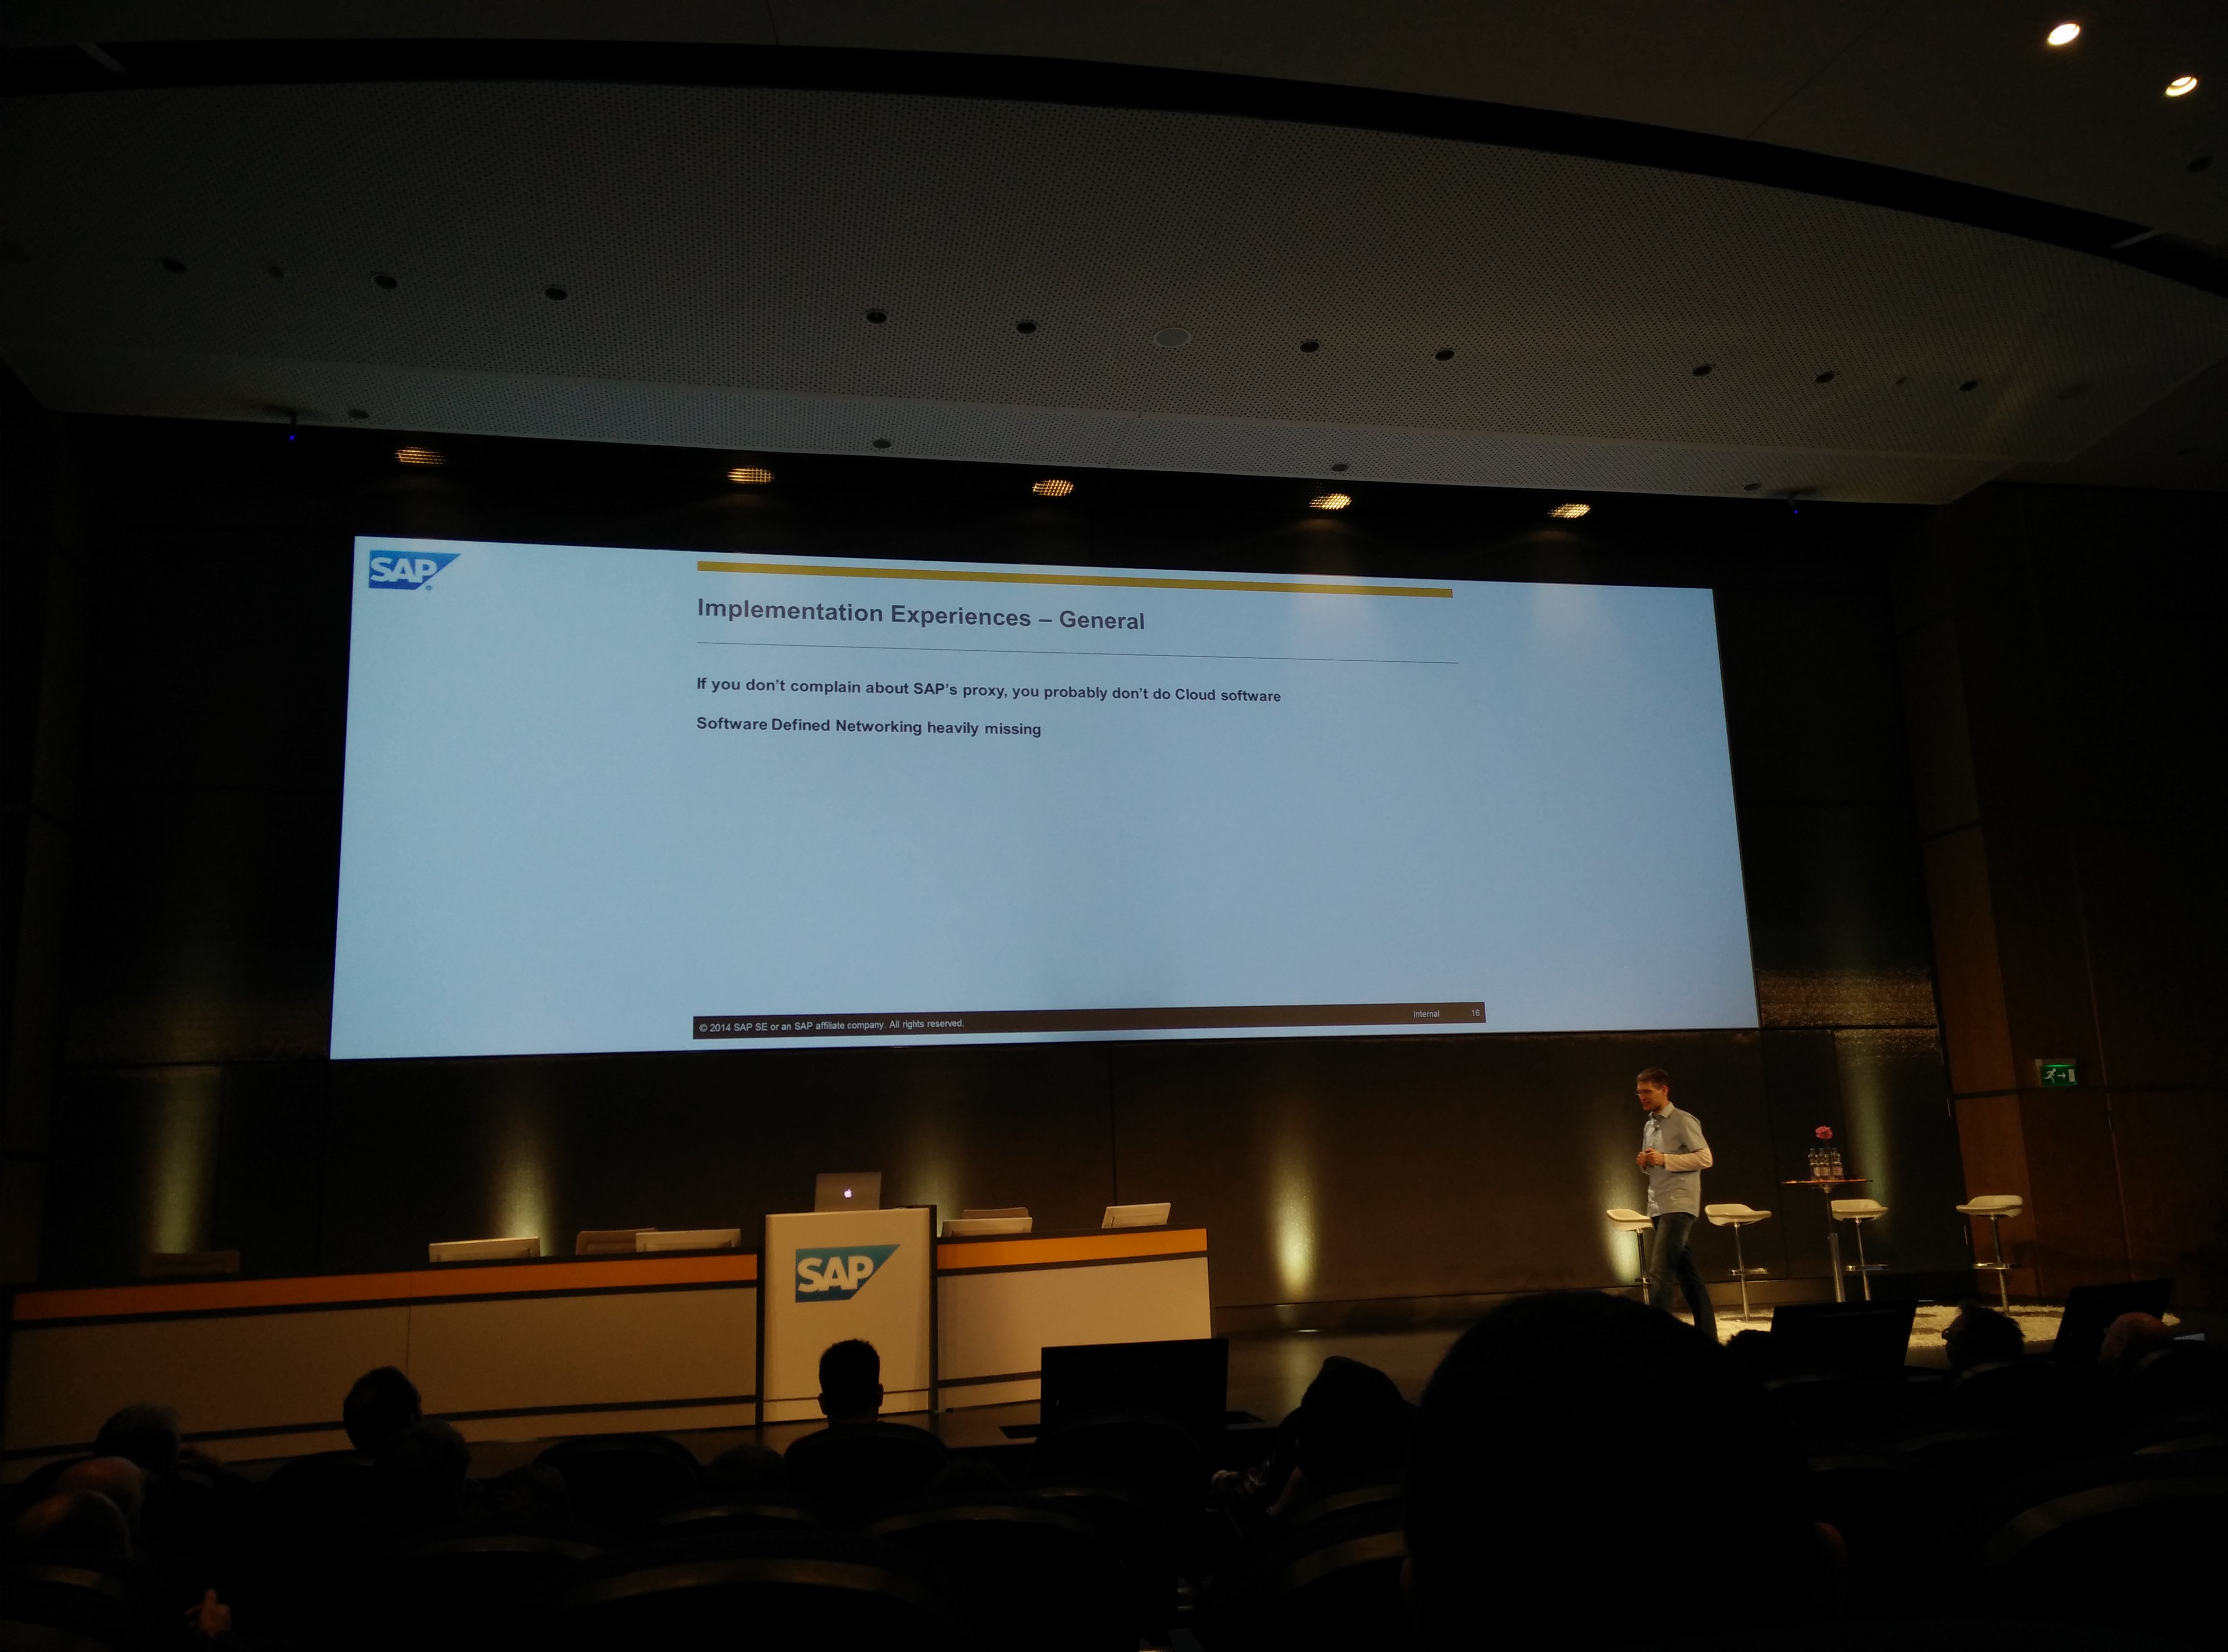 SAP
®
Implementation Experiences – General
If you don't complain about SAP's proxy, you probably don't do Cloud software
Software Defined Networking heavily missing
© 2014 SAP SE or an SAP affiliate company. All rights reserved.
Internal 16
SAP